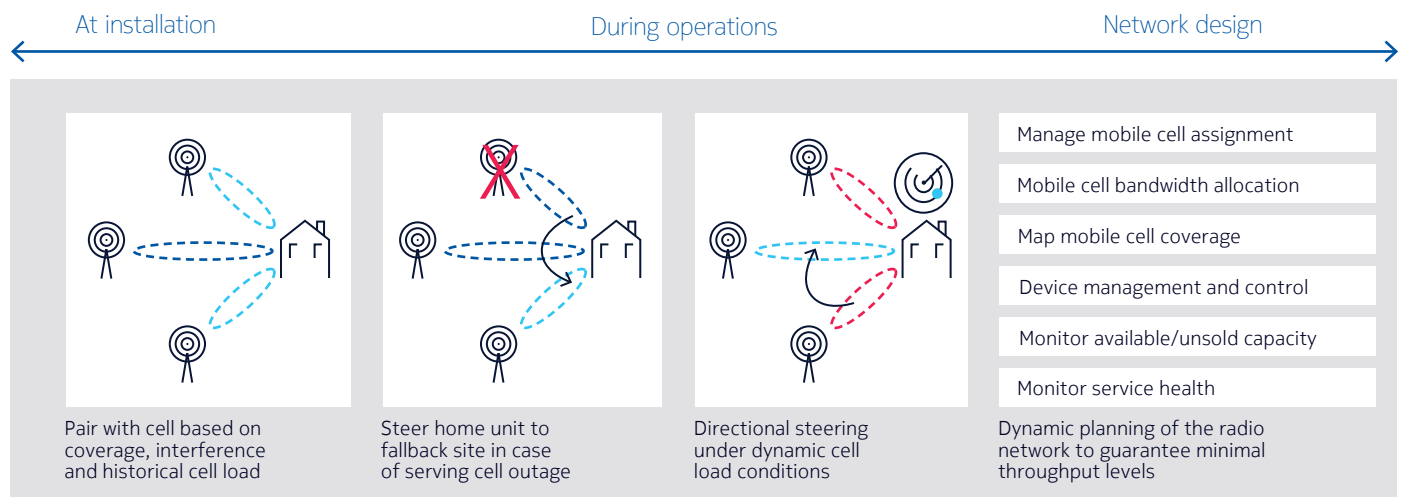 At installation
During operations
Network design
Pair with cell based on
coverage, interference
and historical cell load
Steer home unit to
fallback site in case
of serving cell outage
Directional steering
under dynamic cell
load conditions
Manage mobile cell assignment
Mobile cell bandwidth allocation
Map mobile cell coverage
Device management and control
Monitor available/unsold capacity
Monitor service health
Dynamic planning of the radio
network to guarantee minimal
throughput levels